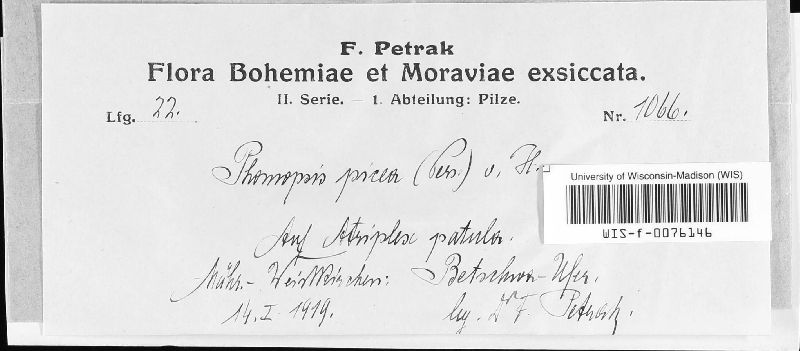 F. Petrak
Flora Bohemiae et Moraviae exsiccata.
II. Serie. — 1. Abteilung: Pilze.
Lfg. 22. Nr. 1066.
Phomopsis picea (Pers.) v. H.
University of Wisconsin-Madison (WIS)
WIS-f-0076146
Auf Atriplex patula.
Mähr.-Weisskirchen: Betschwa-Ufer.
14.I.1919. leg. Dr F. Petrak.